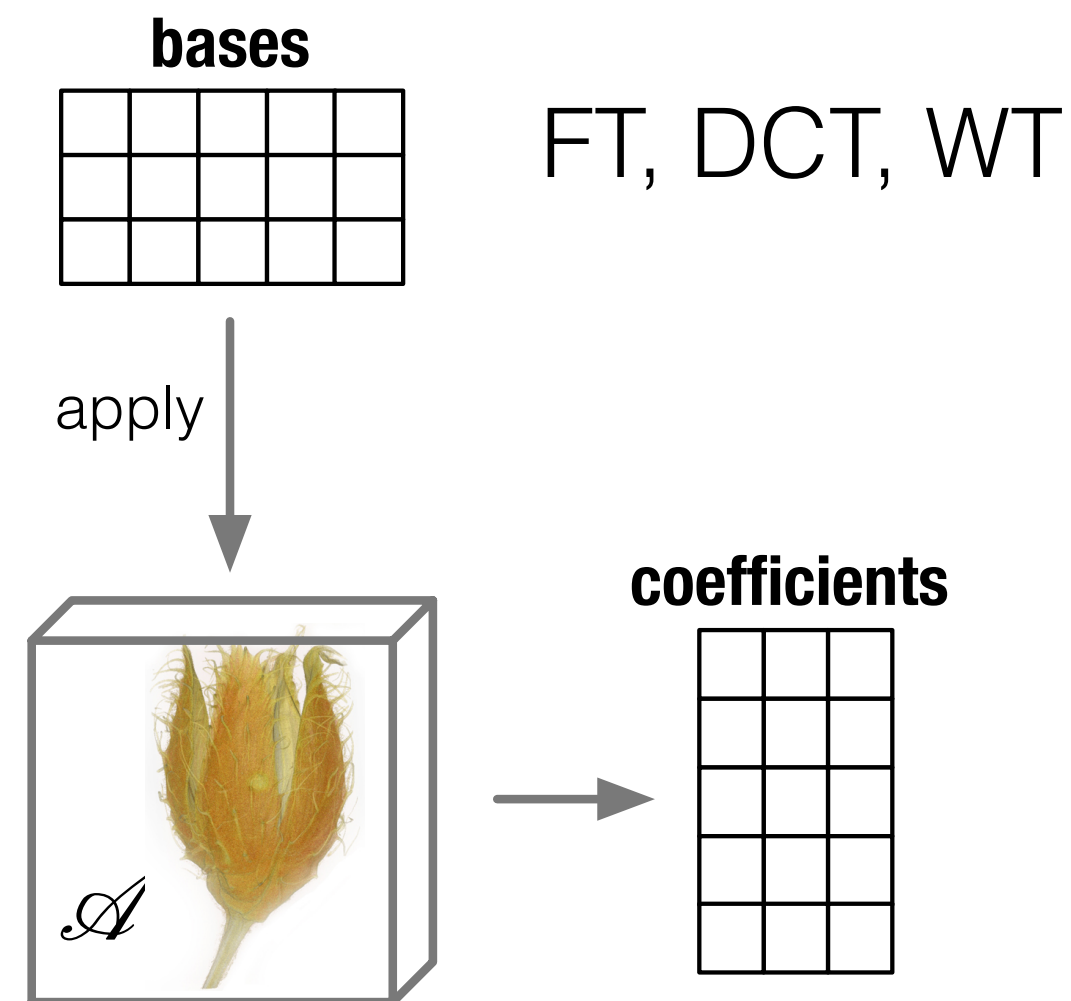 bases
FT, DCT, WT
apply
coefficients
𝒜